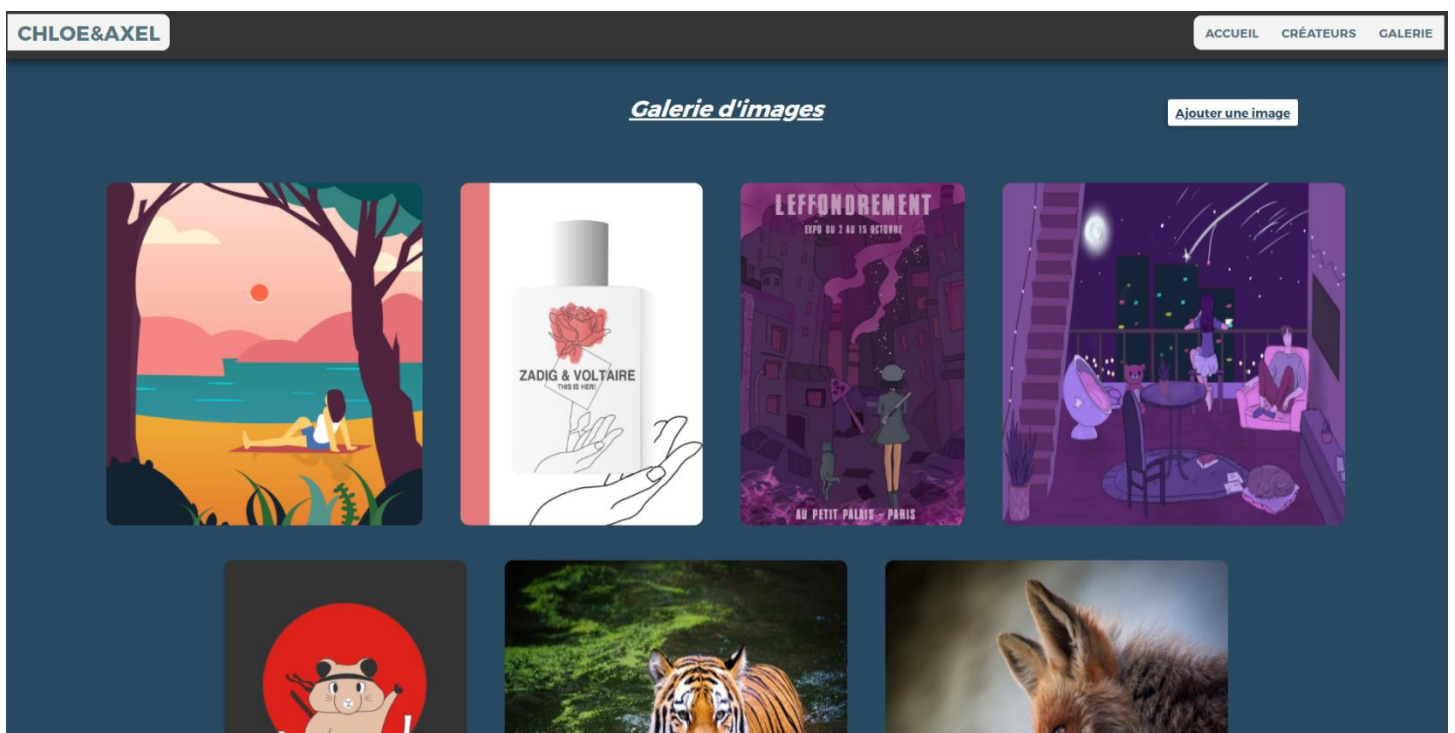 CHLOE&AXEL
ACCUEIL CRÉATEURS GALERIE
Galerie d'images
Ajouter une image
ZADIG & VOLTAIRE
THIS IS HER!
LEFFONDREMENT
EXPO DU 2 AU 15 OCTOBRE
AU PETIT PALAIS - PARIS